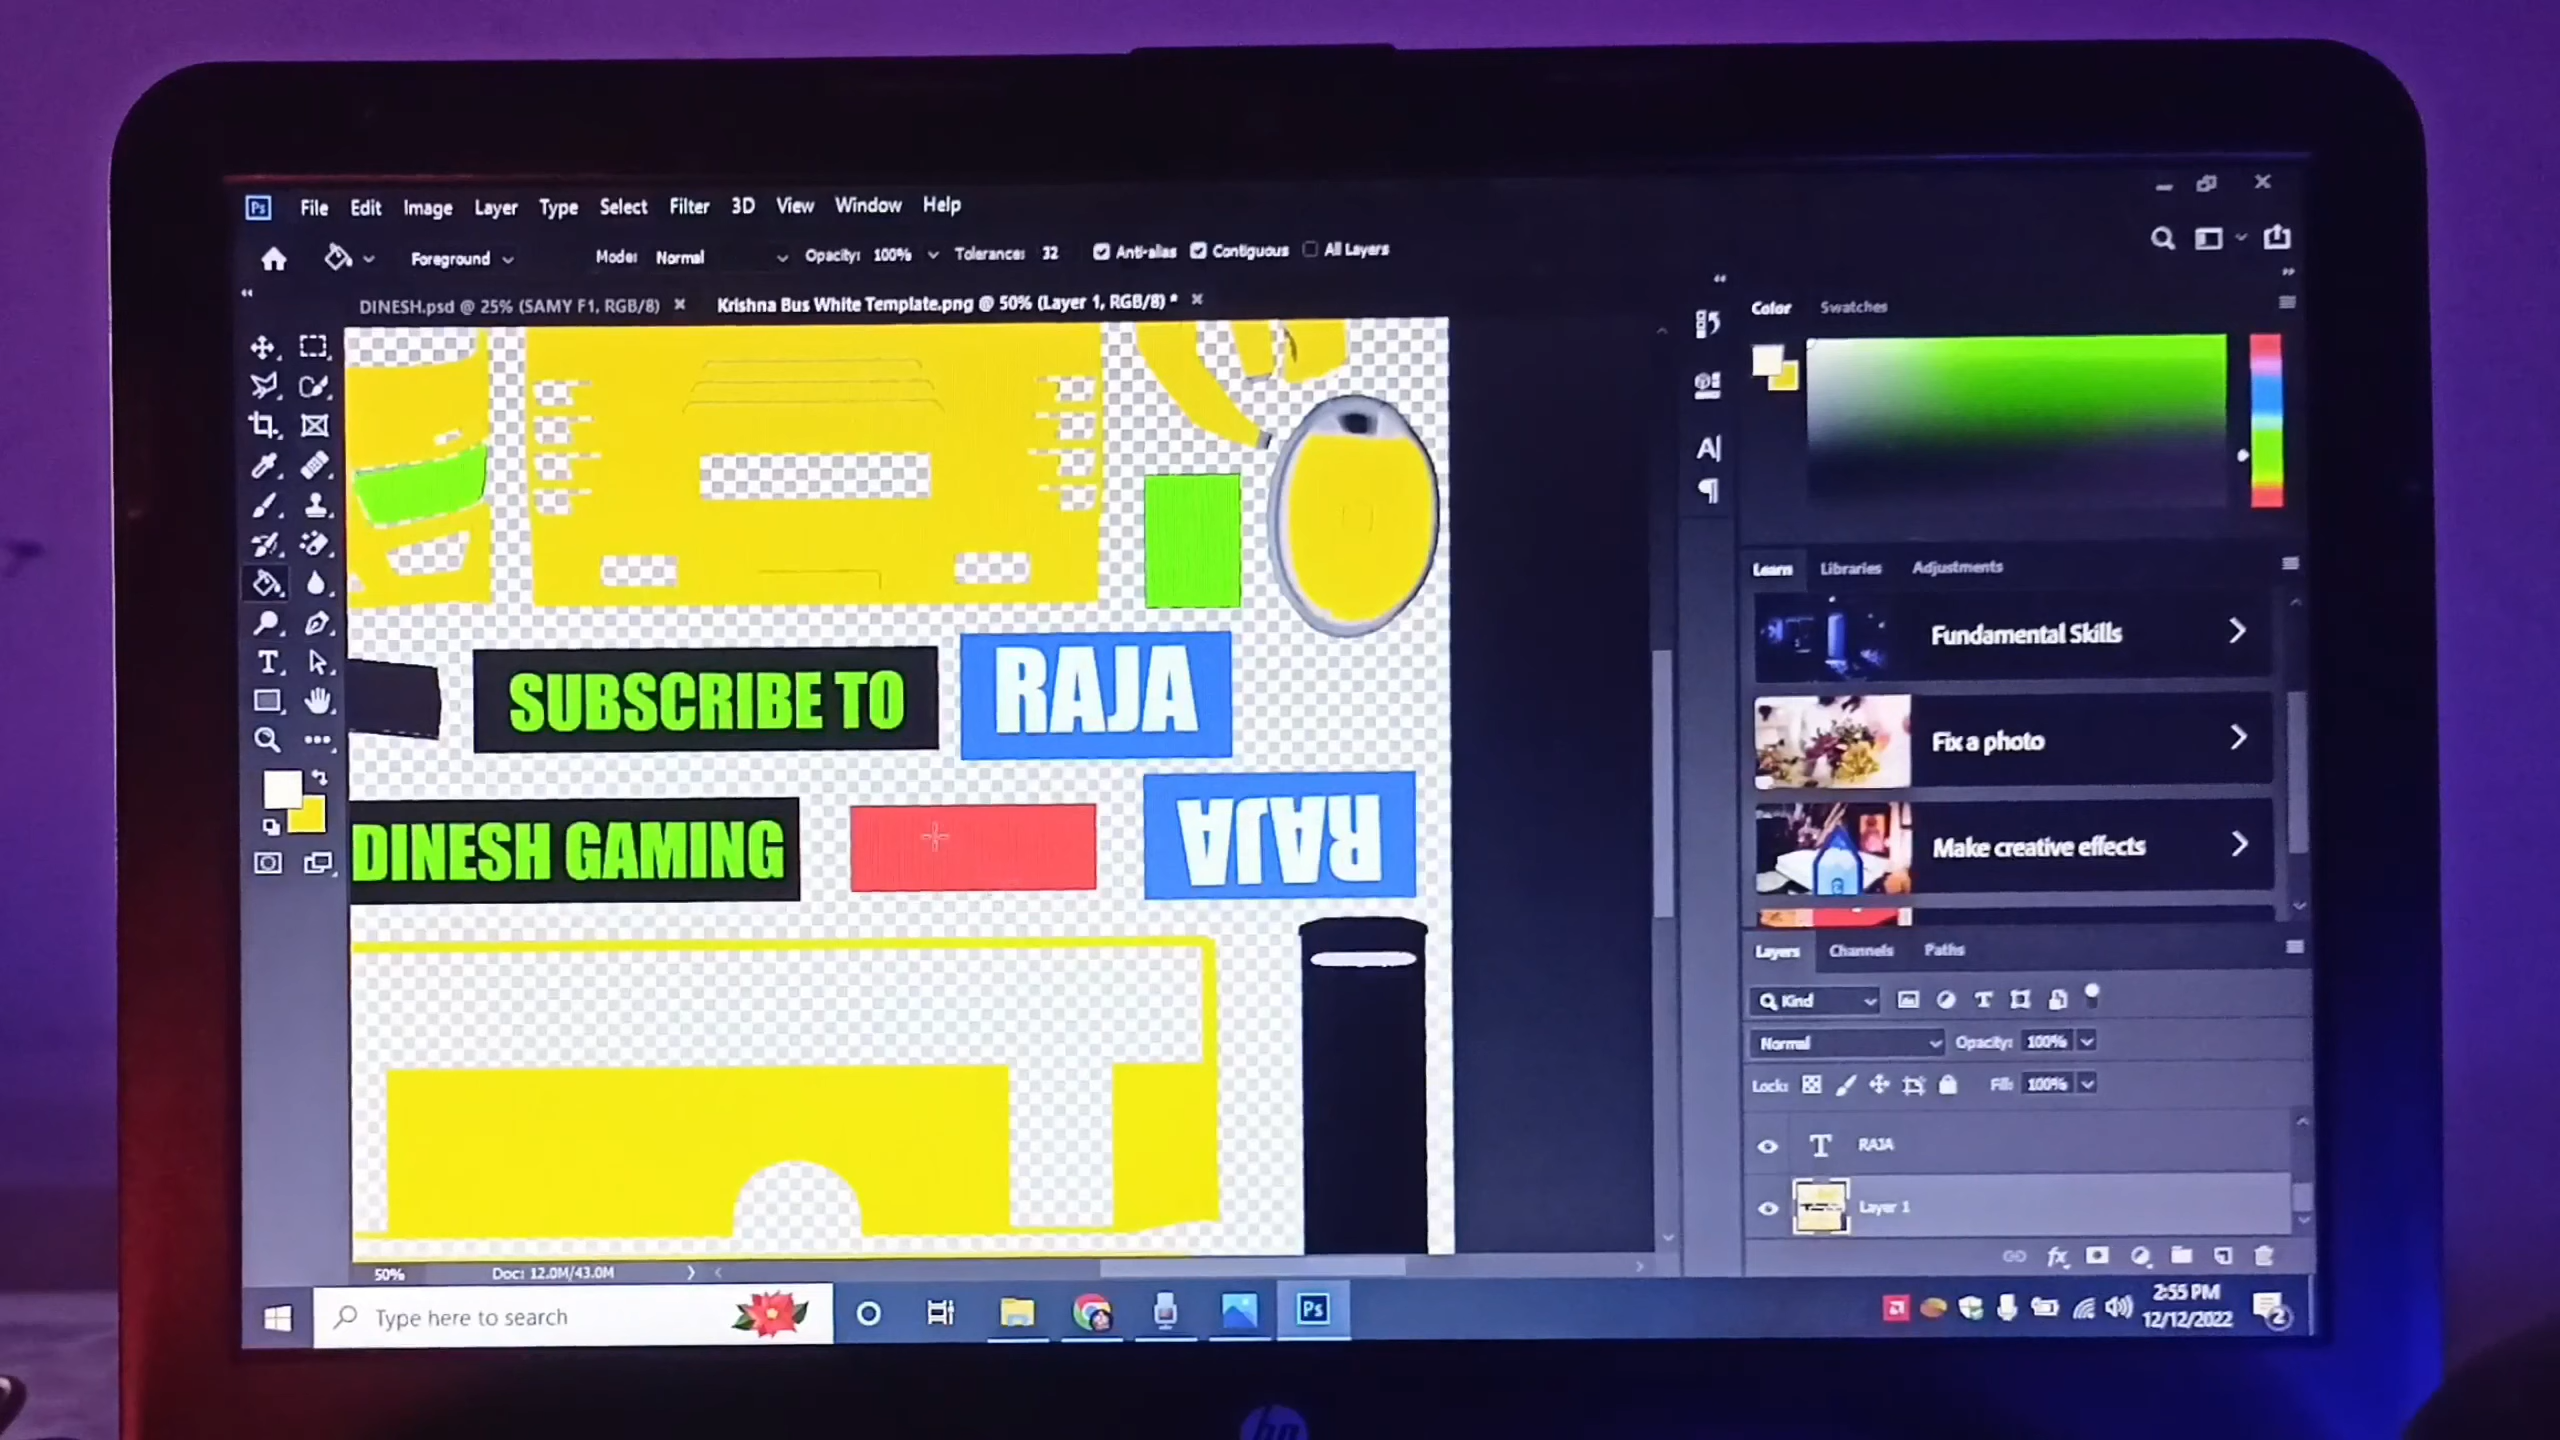 Ps File Edit Image Layer Type Select Filter 3D View Window Help
Foreground Mode: Normal Opacity: 100% Tolerance: 32 Anti-alias Contiguous All Layers
DINESH.psd @ 25% (SAMY F1, RGB/8) × Krishna Bus White Template.png @ 50% (Layer 1, RGB/8) * ×
Color Swatches
Learn Libraries Adjustments
Fundamental Skills
Fix a photo
Make creative effects
SUBSCRIBE TO
RAJA
DINESH GAMING
RAJA
Layers Channels Paths
Kind
Normal Opacity: 100%
Lock: Fill: 100%
RAJA
Layer 1
50% Doc: 12.0M/43.0M
Type here to search
Ps
2:55 PM
12/12/2022
2
hp